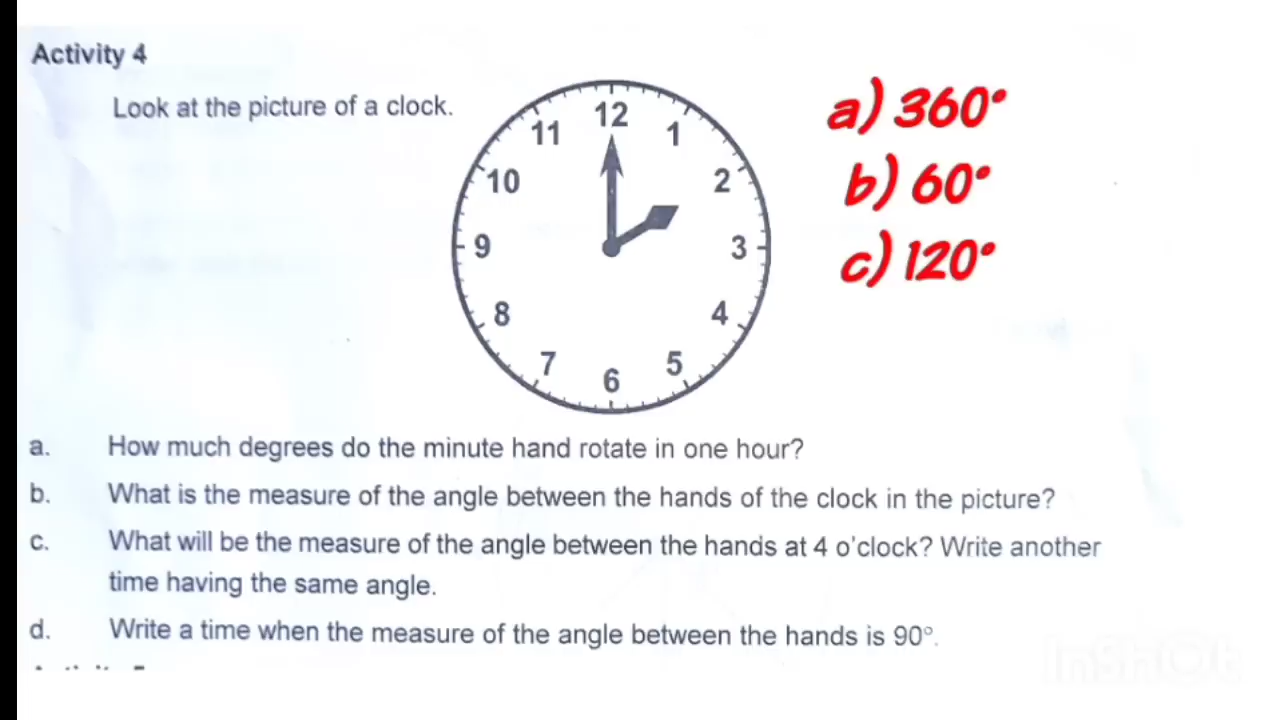 Activity 4
Look at the picture of a clock.
12
11
1
10
2
9
3
8
4
7
5
6
a) 360°
b) 60°
c) 120°
a. How much degrees do the minute hand rotate in one hour?
b. What is the measure of the angle between the hands of the clock in the picture?
c. What will be the measure of the angle between the hands at 4 o'clock? Write another
time having the same angle.
d. Write a time when the measure of the angle between the hands is 90°.
InShOt